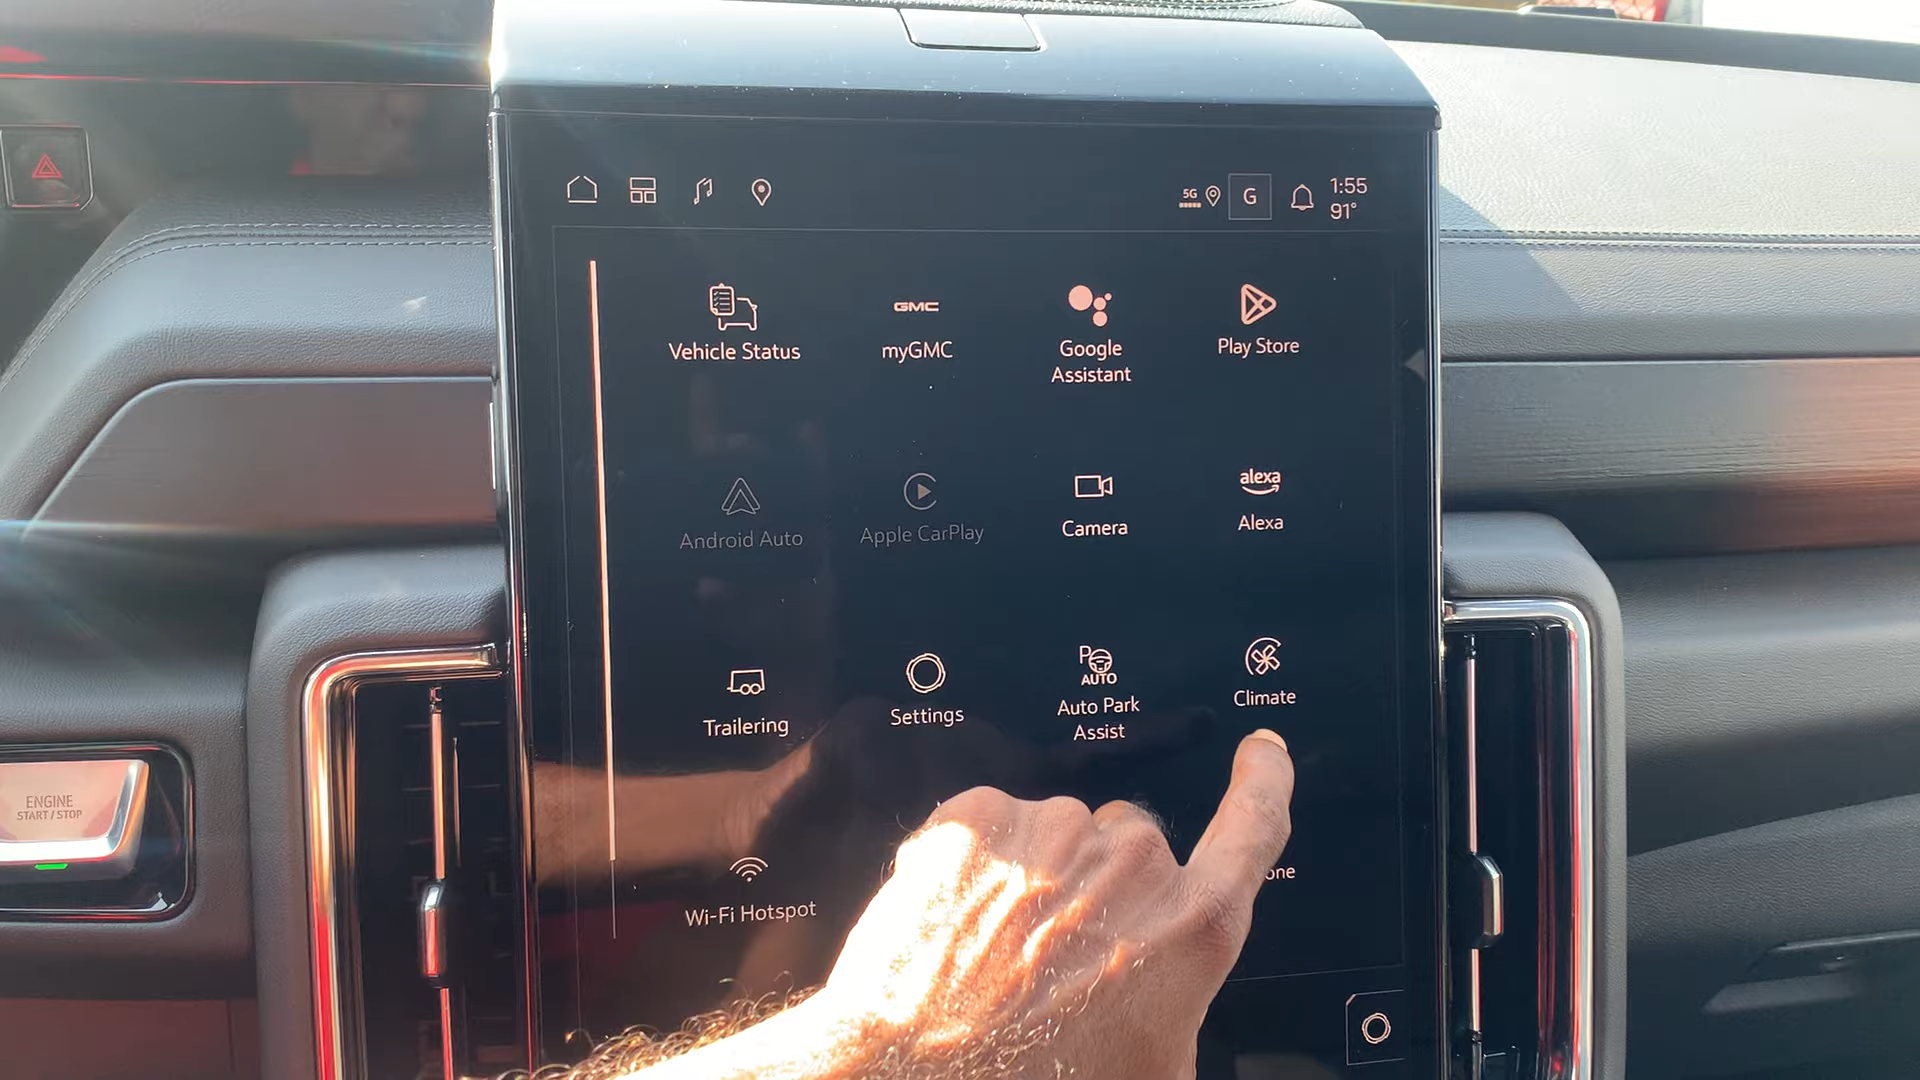 5G
G
1:55
91°
Vehicle Status
GMC
myGMC
Google
Assistant
Play Store
Android Auto
Apple CarPlay
Camera
alexa
Alexa
Trailering
Settings
P
AUTO
Auto Park
Assist
Climate
ENGINE
START / STOP
Wi-Fi Hotspot